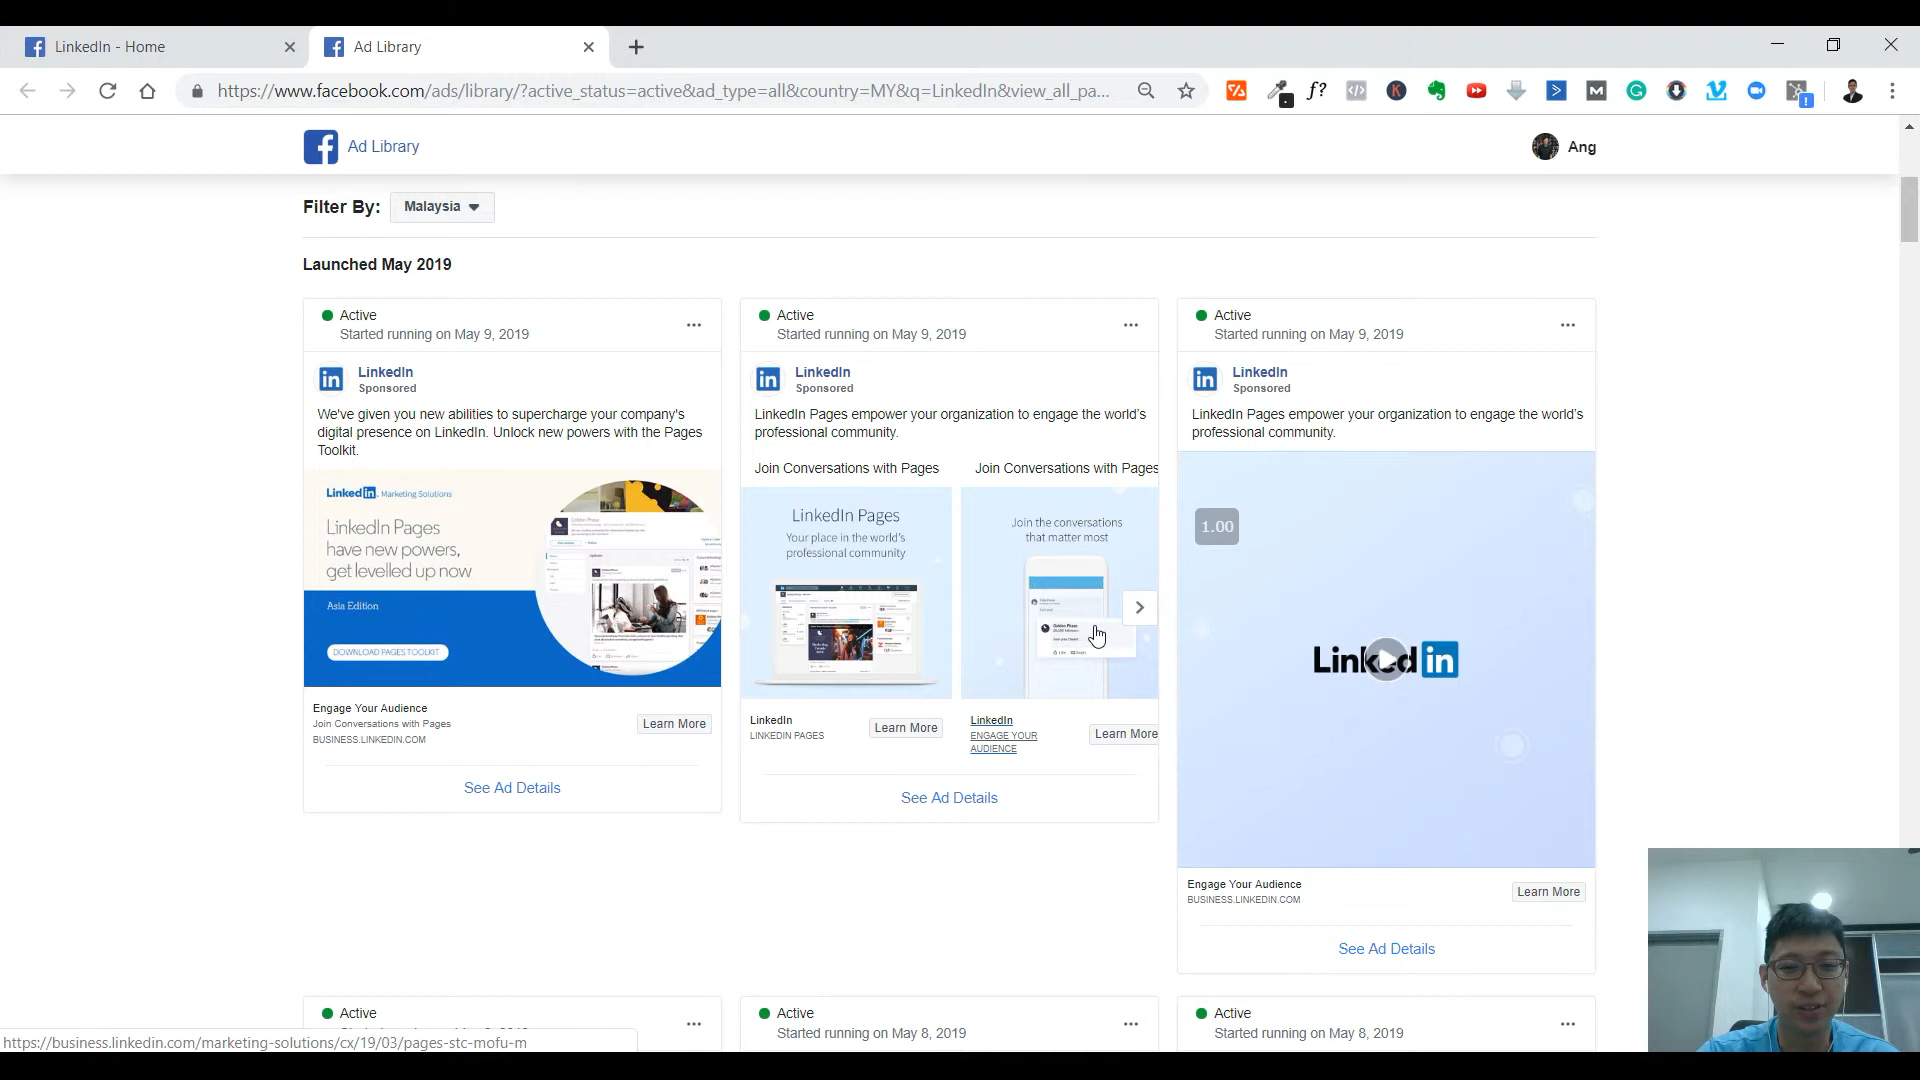 LinkedIn - Home
Ad Library
https://www.facebook.com/ads/library/?active_status=active&ad_type=all&country=MY&q=LinkedIn&view_all_pa...
Ad Library
Ang
Filter By:
Malaysia
Launched May 2019
Active
Started running on May 9, 2019
LinkedIn
Sponsored
We've given you new abilities to supercharge your company's
digital presence on LinkedIn. Unlock new powers with the Pages
Toolkit.
LinkedIn Marketing Solutions
LinkedIn Pages
have new powers,
get levelled up now
Asia Edition
DOWNLOAD PAGES TOOLKIT
Engage Your Audience
Join Conversations with Pages
BUSINESS.LINKEDIN.COM
Learn More
See Ad Details
Active
Started running on May 9, 2019
LinkedIn
Sponsored
LinkedIn Pages empower your organization to engage the world's
professional community.
Join Conversations with Pages
Join Conversations with Pages
LinkedIn Pages
Your place in the world's
professional community
Join the conversations
that matter most
LinkedIn
LINKEDIN PAGES
Learn More
LinkedIn
ENGAGE YOUR
AUDIENCE
Learn More
See Ad Details
Active
Started running on May 9, 2019
LinkedIn
Sponsored
LinkedIn Pages empower your organization to engage the world's
professional community.
1.00
Linked in
Engage Your Audience
BUSINESS.LINKEDIN.COM
Learn More
See Ad Details
Active
Active
Started running on May 8, 2019
Active
Started running on May 8, 2019
https://business.linkedin.com/marketing-solutions/cx/19/03/pages-stc-mofu-m